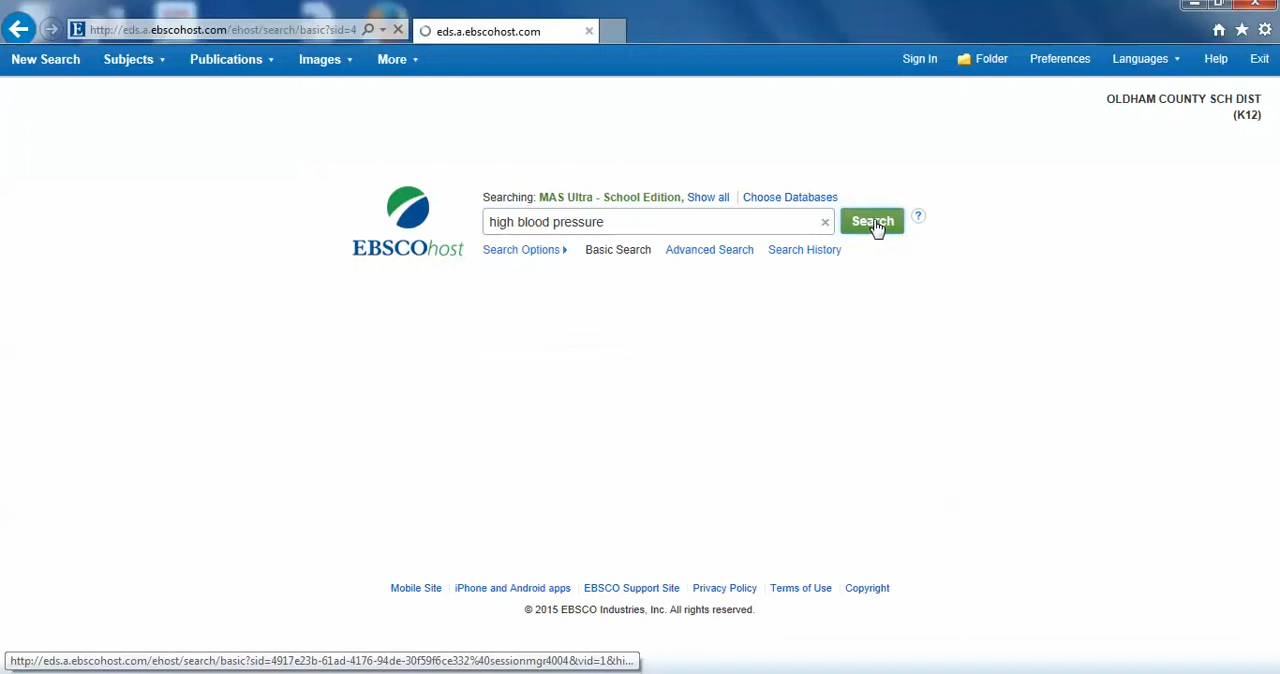 http://eds.a.ebscohost.com/ehost/search/basic?sid=4
eds.a.ebscohost.com
New Search Subjects Publications Images More Sign In Folder Preferences Languages Help Exit
OLDHAM COUNTY SCH DIST
(K12)
Searching: MAS Ultra - School Edition, Show all Choose Databases
high blood pressure Search ?
EBSCOhost
Search Options Basic Search Advanced Search Search History
Mobile Site iPhone and Android apps EBSCO Support Site Privacy Policy Terms of Use Copyright
© 2015 EBSCO Industries, Inc. All rights reserved.
http://eds.a.ebscohost.com/ehost/search/basic?sid=4917e23b-61ad-4176-94de-30f59f6ce332%40sessionmgr4004&vid=1&hi...